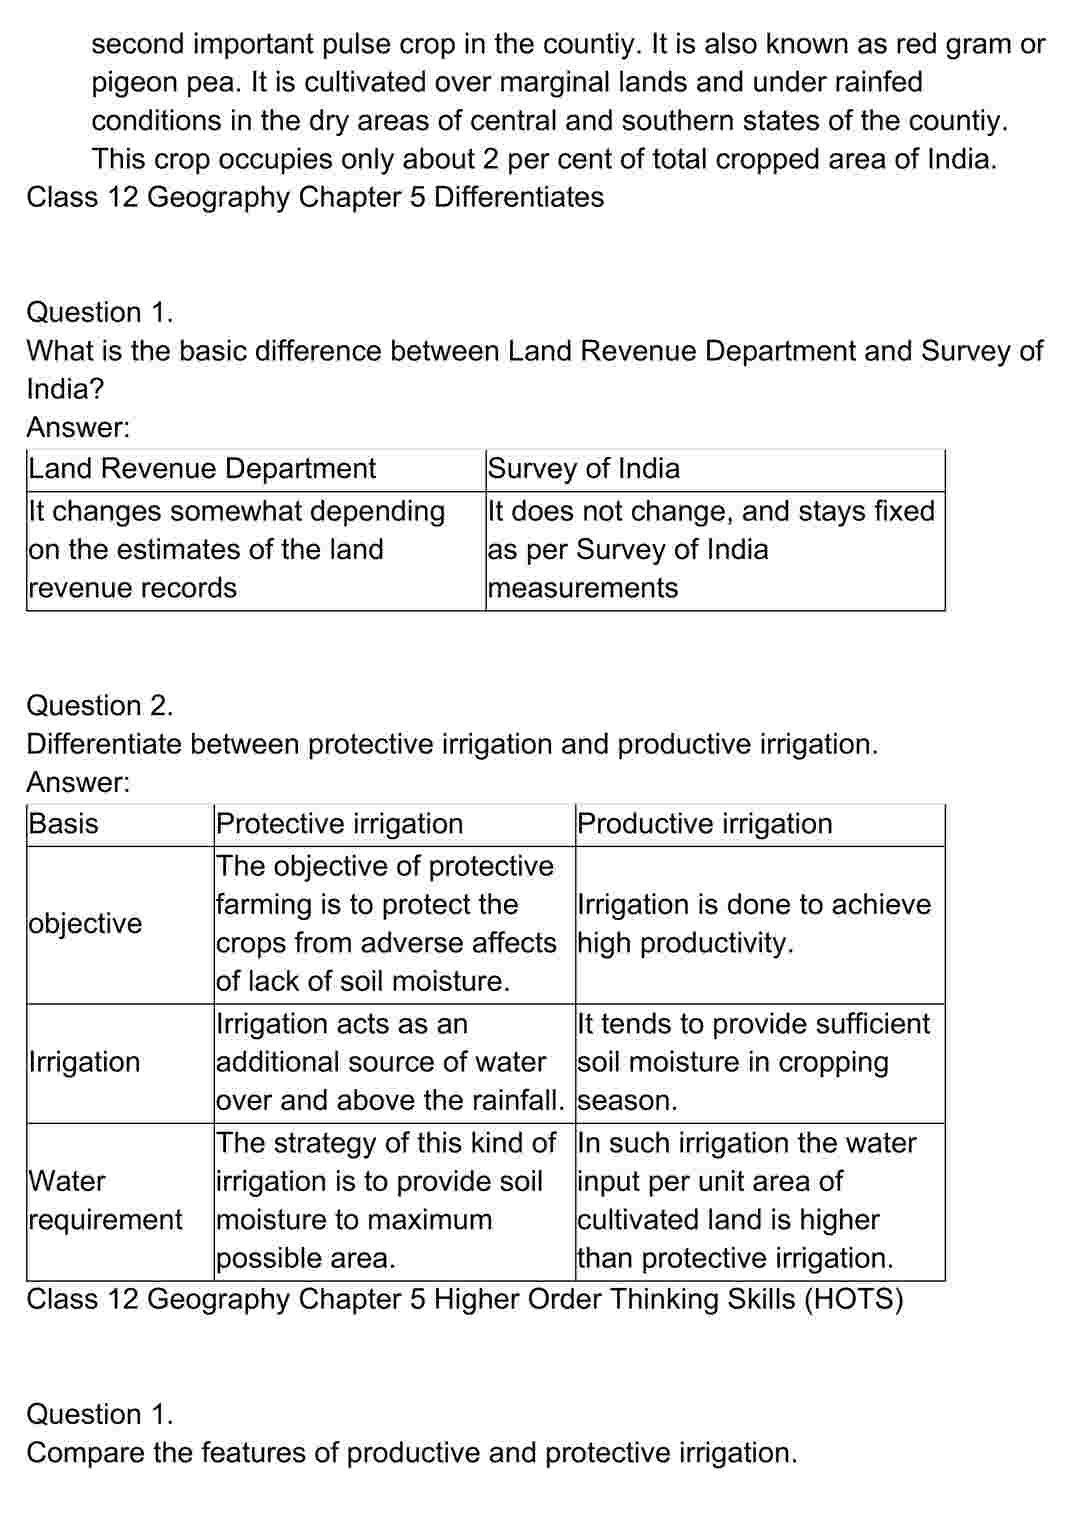 second important pulse crop in the countiy. It is also known as red gram or
pigeon pea. It is cultivated over marginal lands and under rainfed
conditions in the dry areas of central and southern states of the countiy.
This crop occupies only about 2 per cent of total cropped area of India.
Class 12 Geography Chapter 5 Differentiates
Question 1.
What is the basic difference between Land Revenue Department and Survey of
India?
Answer:
Land Revenue Department
Survey of India
It changes somewhat depending
on the estimates of the land
revenue records
It does not change, and stays fixed
as per Survey of India
measurements
Question 2.
Differentiate between protective irrigation and productive irrigation.
Answer:
Basis
Protective irrigation
Productive irrigation
objective
The objective of protective
farming is to protect the
crops from adverse affects
of lack of soil moisture.
Irrigation is done to achieve
high productivity.
Irrigation
Irrigation acts as an
additional source of water
over and above the rainfall.
It tends to provide sufficient
soil moisture in cropping
season.
Water
requirement
The strategy of this kind of
irrigation is to provide soil
moisture to maximum
possible area.
In such irrigation the water
input per unit area of
cultivated land is higher
than protective irrigation.
Class 12 Geography Chapter 5 Higher Order Thinking Skills (HOTS)
Question 1.
Compare the features of productive and protective irrigation.